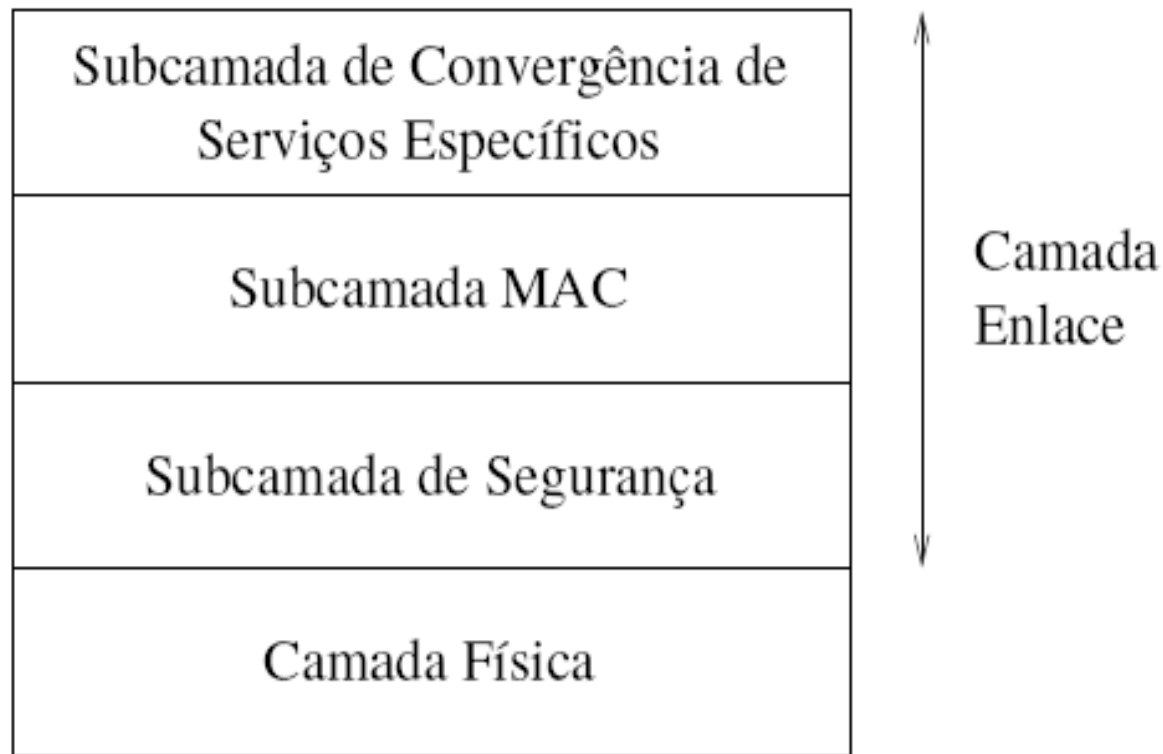 Subcamada de Convergência de
Serviços Específicos
Subcamada MAC
Subcamada de Segurança
Camada Física
Camada
Enlace